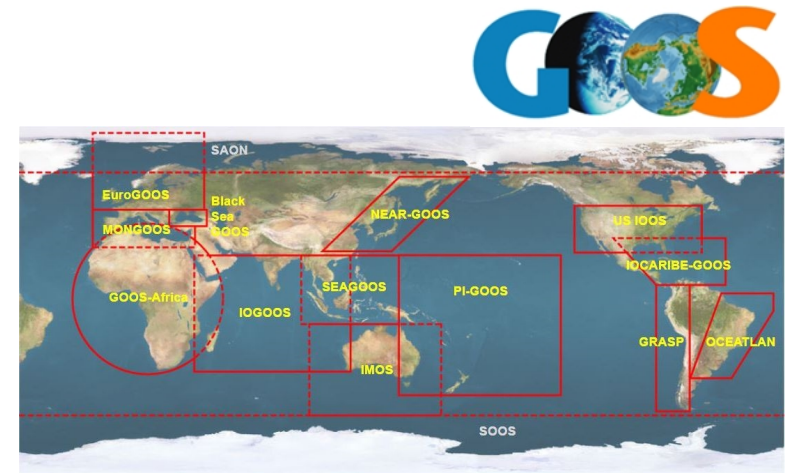 GOOS
SAON
EuroGOOS
Black
Sea
GOOS
NEAR-GOOS
US IOOS
MONGOOS
IOCARIBE-GOOS
GOOS-Africa
SEAGOOS
PI-GOOS
IOGOOS
GRASP
OCEATLAN
IMOS
SOOS